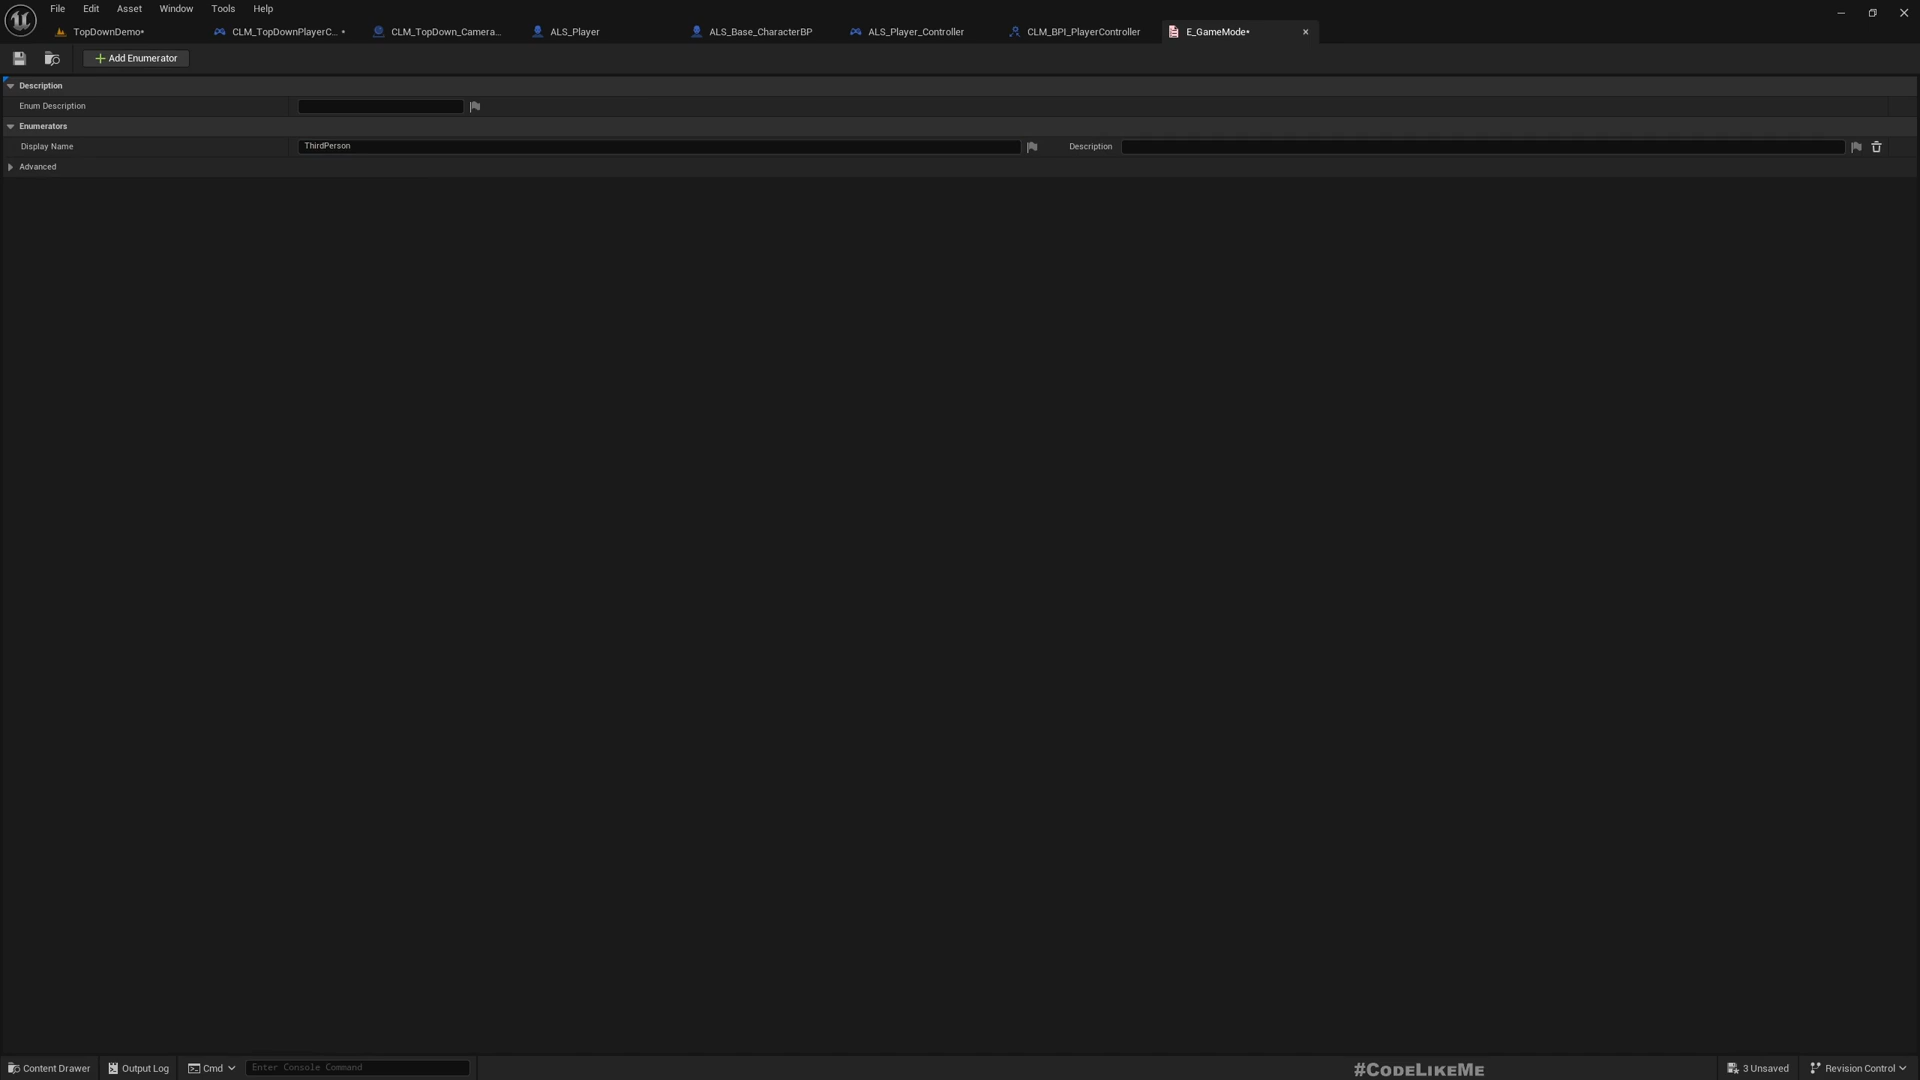 File Edit Asset Window Tools Help
TopDownDemo* CLM_TopDownPlayerC... * CLM_TopDown_Camera... ALS_Player ALS_Base_CharacterBP ALS_Player_Controller CLM_BPI_PlayerController E_GameMode*
Add Enumerator
Description
Enum Description
Enumerators
Display Name ThirdPerson Description
Advanced
Content Drawer Output Log Cmd Enter Console Command #CodeLikeMe 3 Unsaved Revision Control